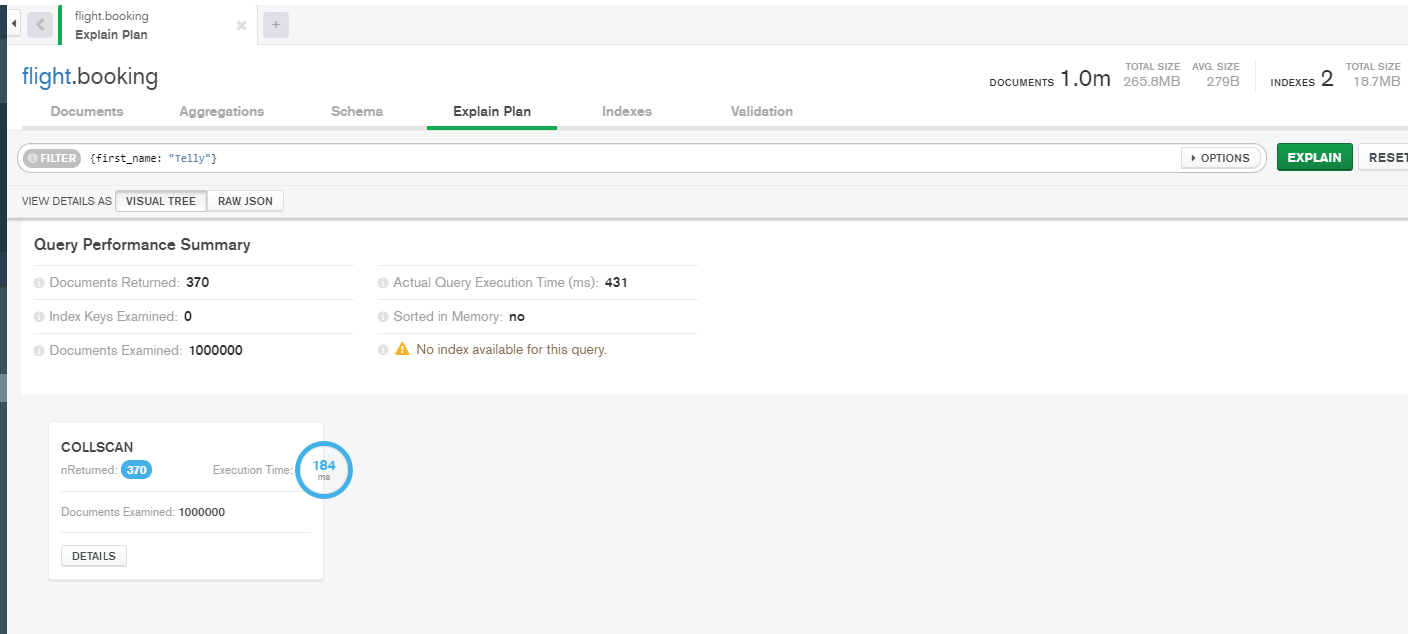 flight.booking
Explain Plan
flight.booking
DOCUMENTS 1.0m TOTAL SIZE 265.8MB AVG. SIZE 279B INDEXES 2 TOTAL SIZE 18.7MB
Documents Aggregations Schema Explain Plan Indexes Validation
FILTER {first_name: "Telly"} OPTIONS EXPLAIN RESET
VIEW DETAILS AS VISUAL TREE RAW JSON
Query Performance Summary
Documents Returned: 370 Actual Query Execution Time (ms): 431
Index Keys Examined: 0 Sorted in Memory: no
Documents Examined: 1000000 No index available for this query.
COLLSCAN
nReturned: 370 Execution Time: 184 ms
Documents Examined: 1000000
DETAILS